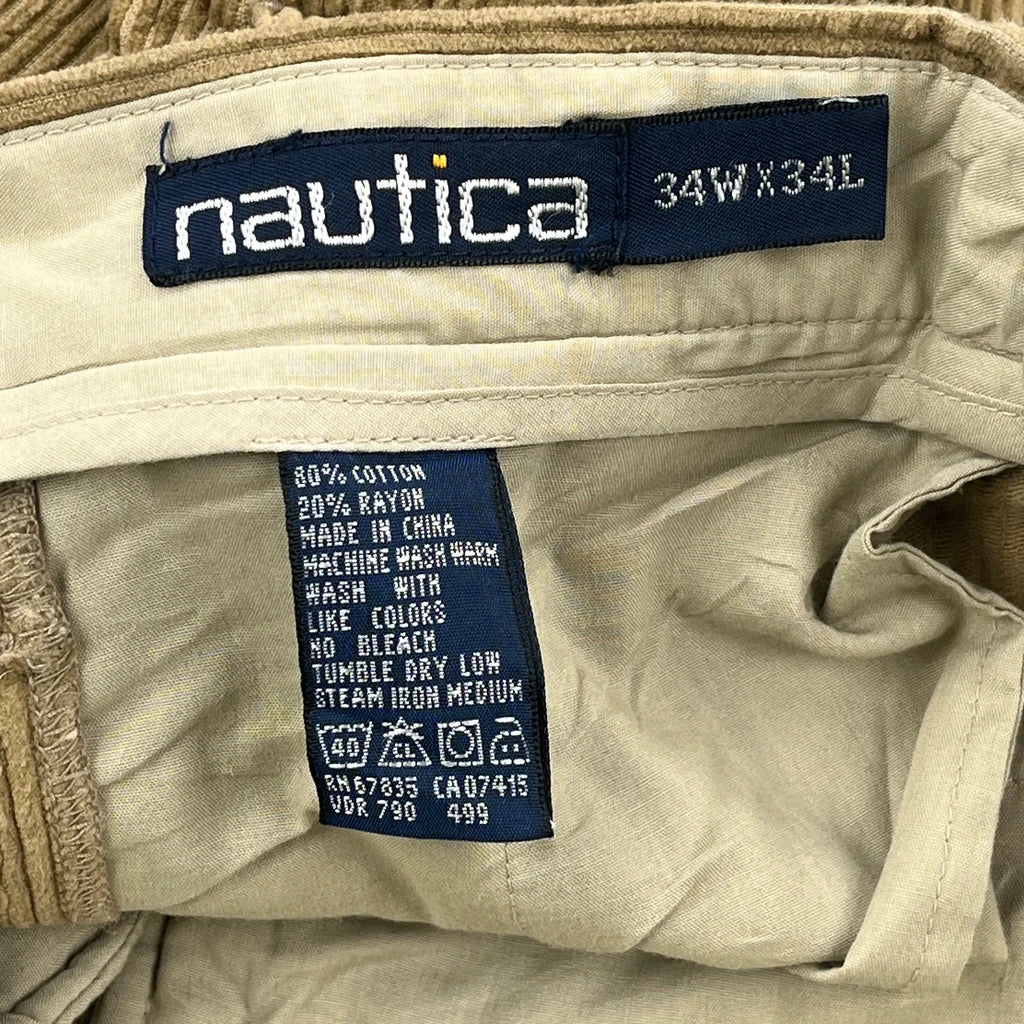 nautica
34W X 34L
80% COTTON
20% RAYON
MADE IN CHINA
MACHINE WASH WARM
WASH WITH
LIKE COLORS
NO BLEACH
TUMBLE DRY LOW
STEAM IRON MEDIUM
40 CL
RN 67835 CA 07415
VDR 790 499